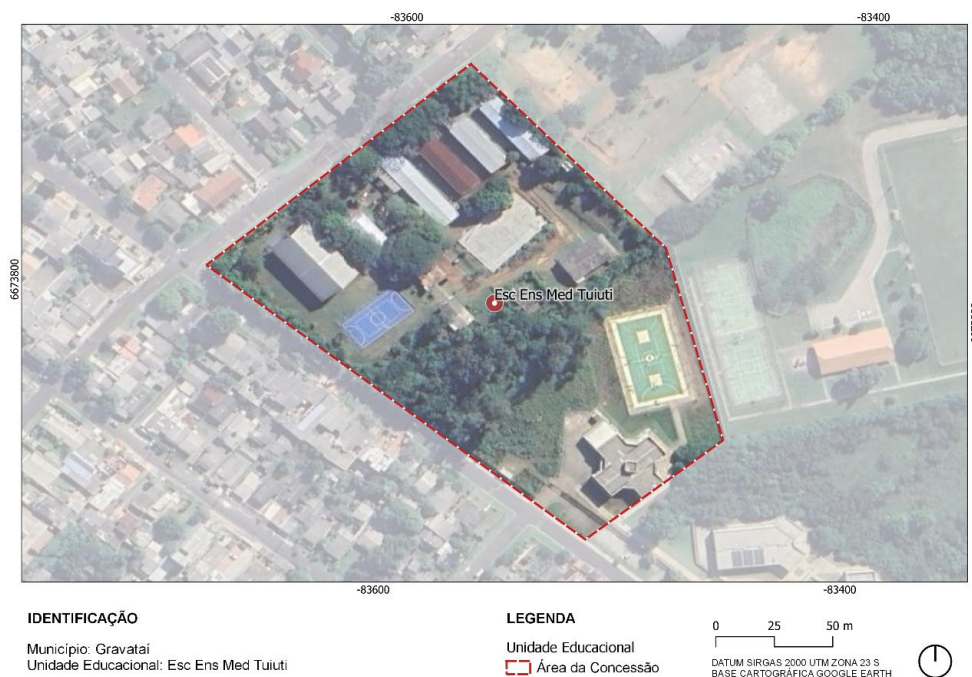 -83600 -83400
6673800
Esc Ens Med Tuiuti
-83600 -83400
IDENTIFICAÇÃO
Município: Gravataí
Unidade Educacional: Esc Ens Med Tuiuti
LEGENDA
Unidade Educacional
Área da Concessão
0 25 50 m
DATUM SIRGAS 2000 UTM ZONA 23 S
BASE CARTOGRÁFICA GOOGLE EARTH